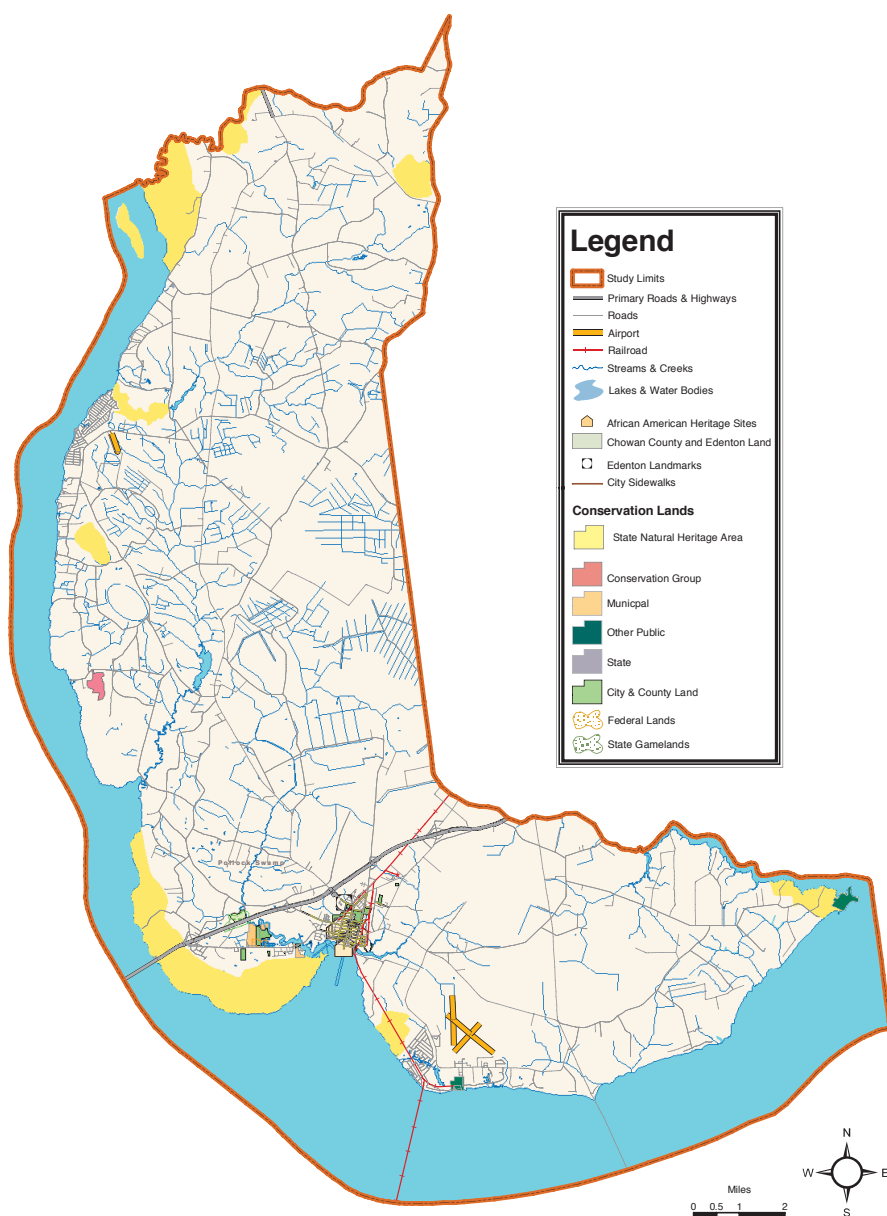 Legend
Study Limits
Primary Roads & Highways
Roads
Airport
Railroad
Streams & Creeks
Lakes & Water Bodies
African American Heritage Sites
Chowan County and Edenton Land
Edenton Landmarks
City Sidewalks
Conservation Lands
State Natural Heritage Area
Conservation Group
Municpal
Other Public
State
City & County Land
Federal Lands
State Gamelands
Pollock Swamp
N
W E
S
Miles
0 0.5 1 2